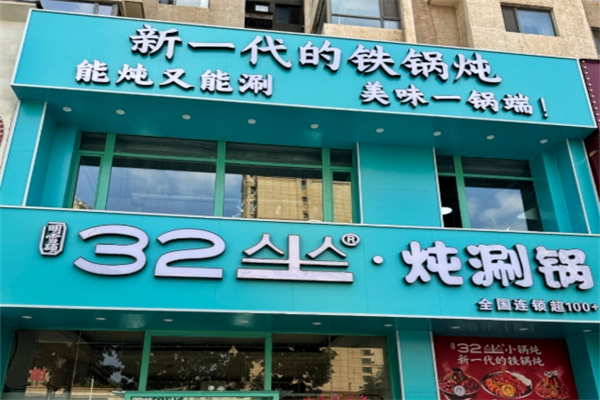 新一代的铁锅炖
能炖又能涮 美味一锅端！
32坐®·炖涮锅
全国连锁超100+
32坐小锅炖
新一代的铁锅炖